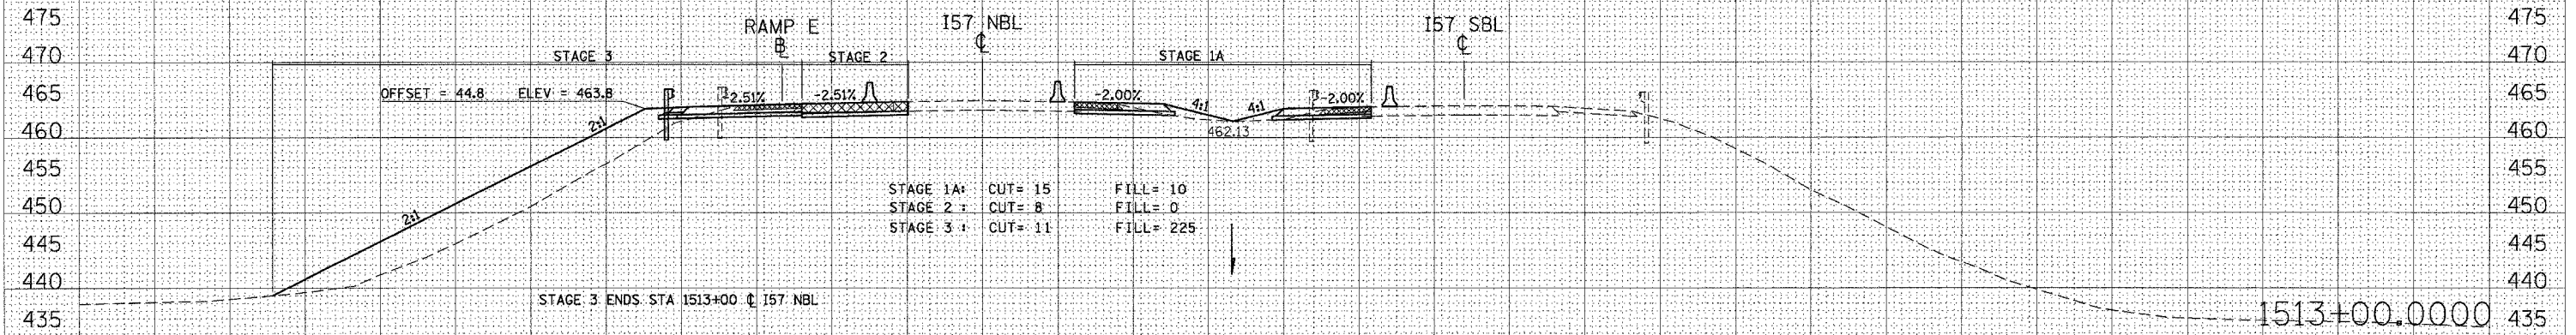 475
RAMP E
I57 NBL
I57 SBL
475
470
STAGE 3
STAGE 2
STAGE 1A
470
465
OFFSET = 44.8 ELEV = 463.8
-2.51%
-2.51%
-2.00%
4:1
4:1
-2.00%
465
460
2:1
462.13
460
455
STAGE 1A: CUT= 15 FILL= 10
455
450
2:1
STAGE 2 : CUT= 8 FILL= 0
450
445
STAGE 3 : CUT= 11 FILL= 225
445
440
STAGE 3 ENDS STA 1513+00 ℄ I57 NBL
440
435
1513+00.0000
435